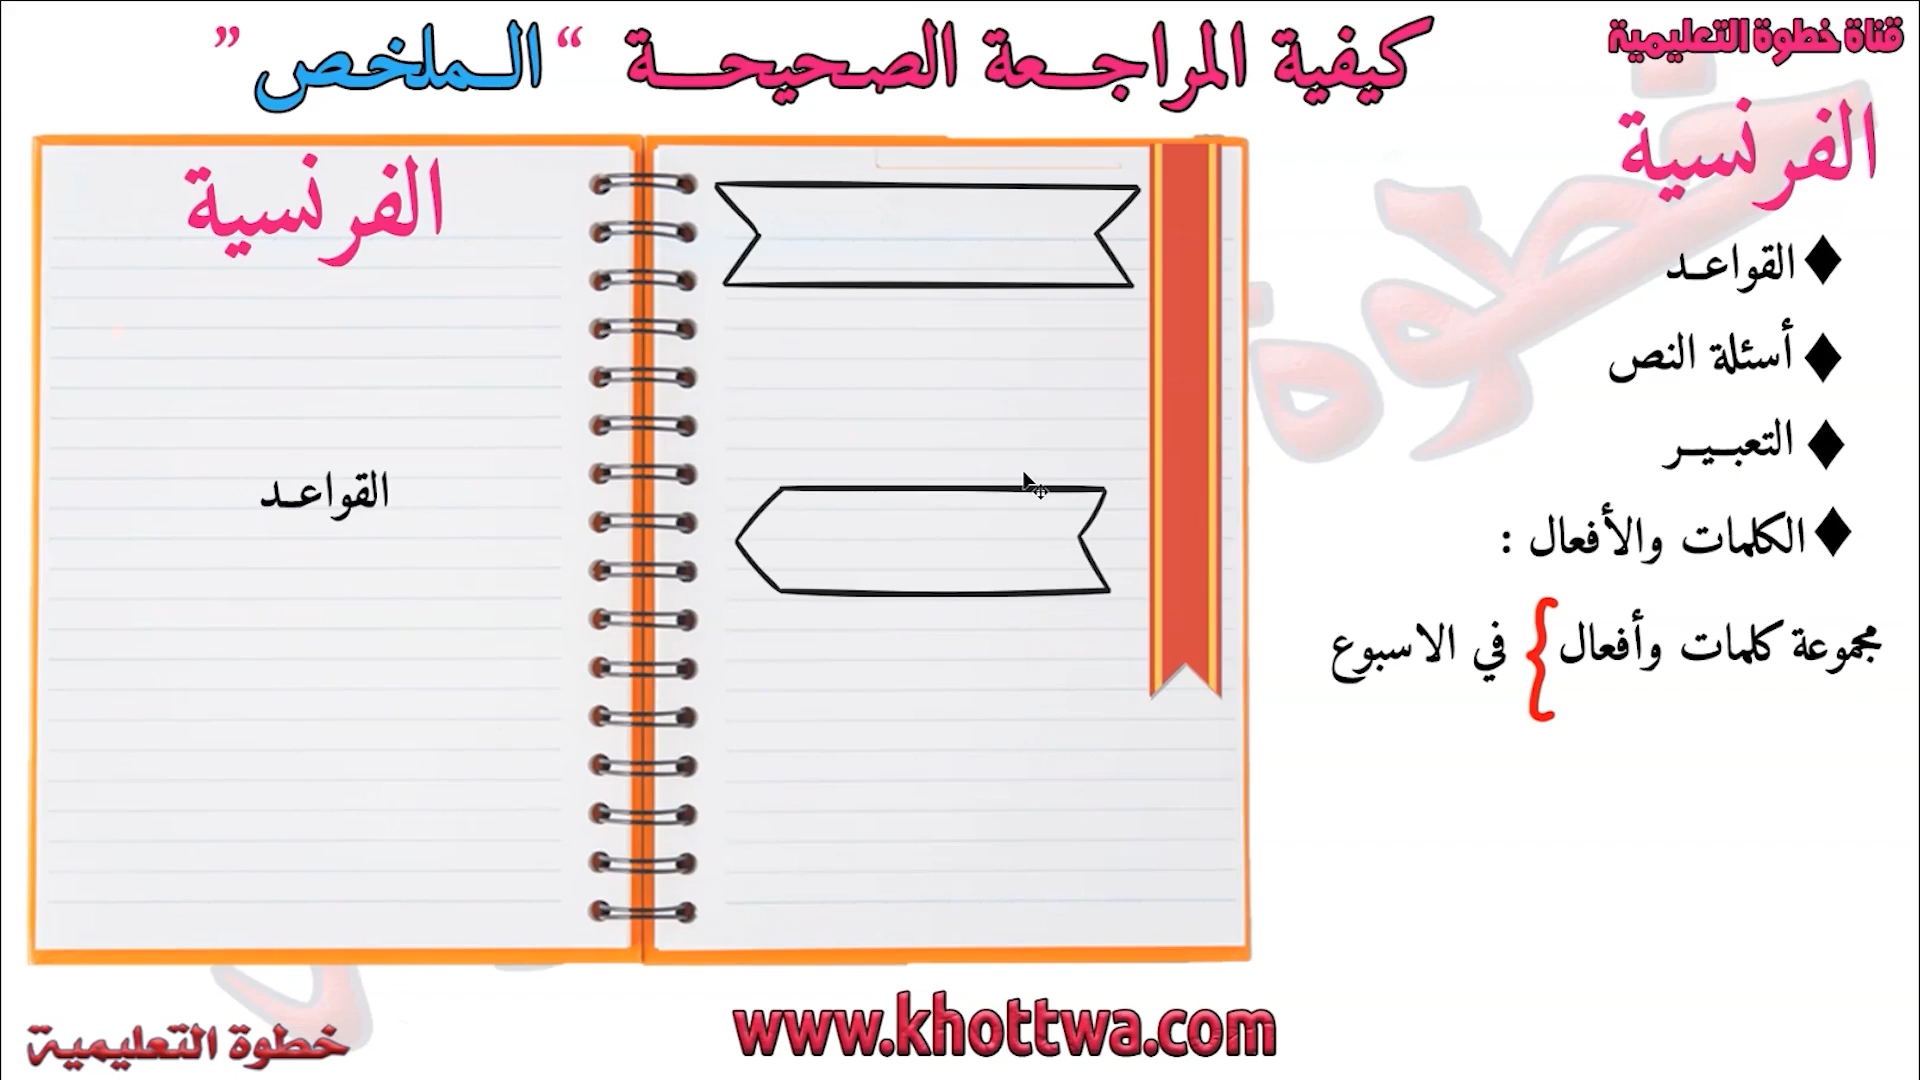 قناة خطوة التعليمية
كيفية المراجعة الصحيحة “ الملخص ”
الفرنسية
القواعد
أسئلة النص
التعبير
الكلمات والأفعال :
مجموعة كلمات وأفعال } في الاسبوع
الفرنسية
القواعد
خطوة
www.khottwa.com
خطوة التعليمية